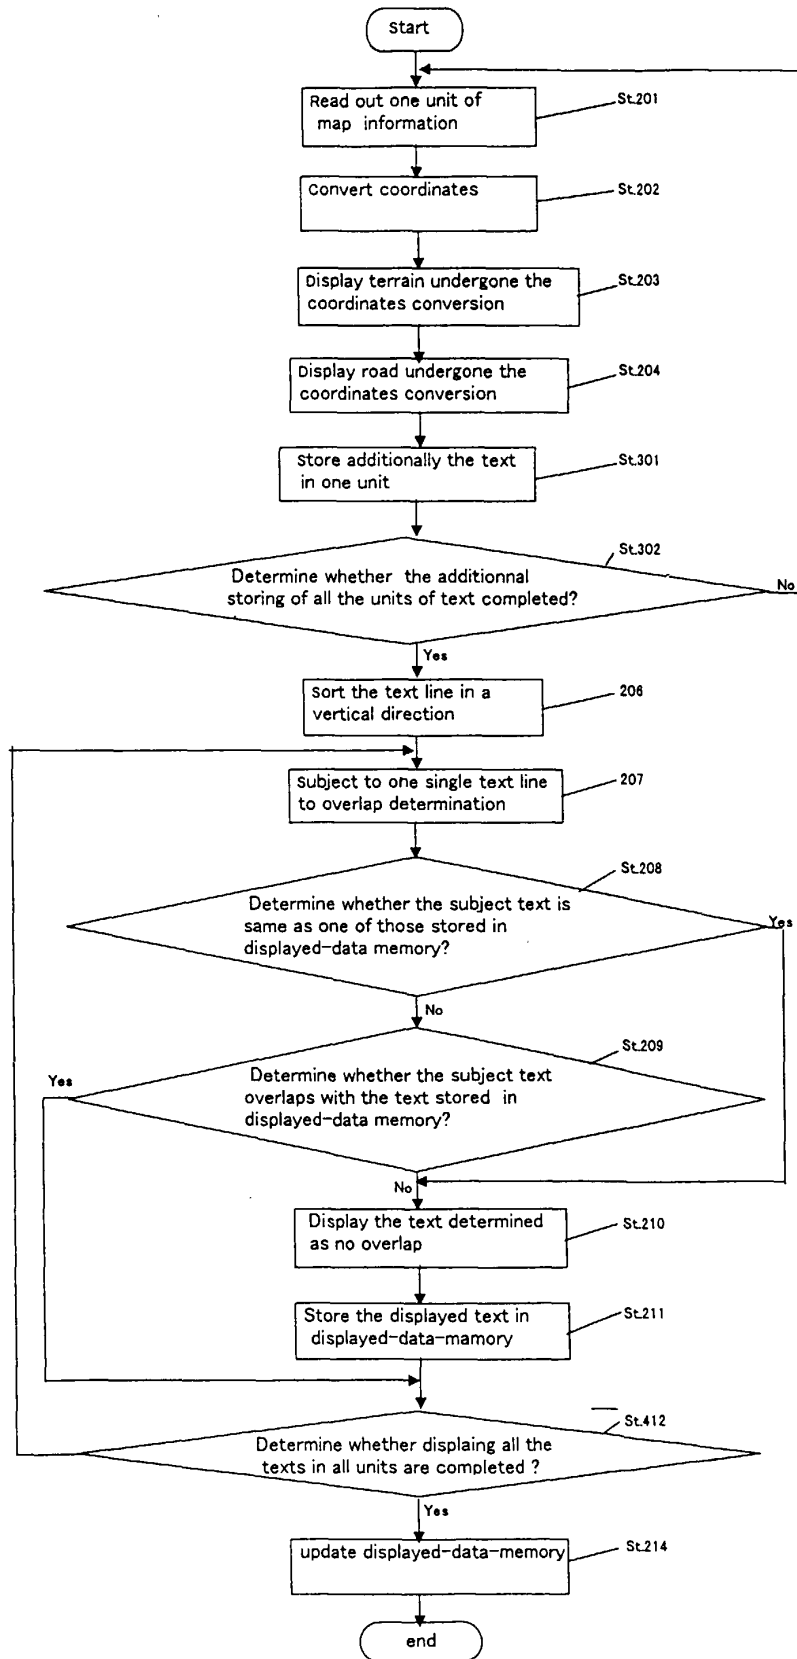 Start
Read out one unit of
map information
St.201
Convert coordinates
St.202
Display terrain undergone the
coordinates conversion
St.203
Display road undergone the
coordinates conversion
St.204
Store additionally the text
in one unit
St.301
St.302
Determine whether the additionnal
storing of all the units of text completed?
No
Yes
Sort the text line in a
vertical direction
206
Subject to one single text line
to overlap determination
207
St.208
Determine whether the subject text is
same as one of those stored in
displayed-data memory?
Yes
No
St.209
Yes
Determine whether the subject text
overlaps with the text stored in
displayed-data memory?
No
Display the text determined
as no overlap
St.210
Store the displayed text in
displayed-data-mamory
St.211
St.412
Determine whether displaing all the
texts in all units are completed ?
Yes
update displayed-data-memory
St.214
end